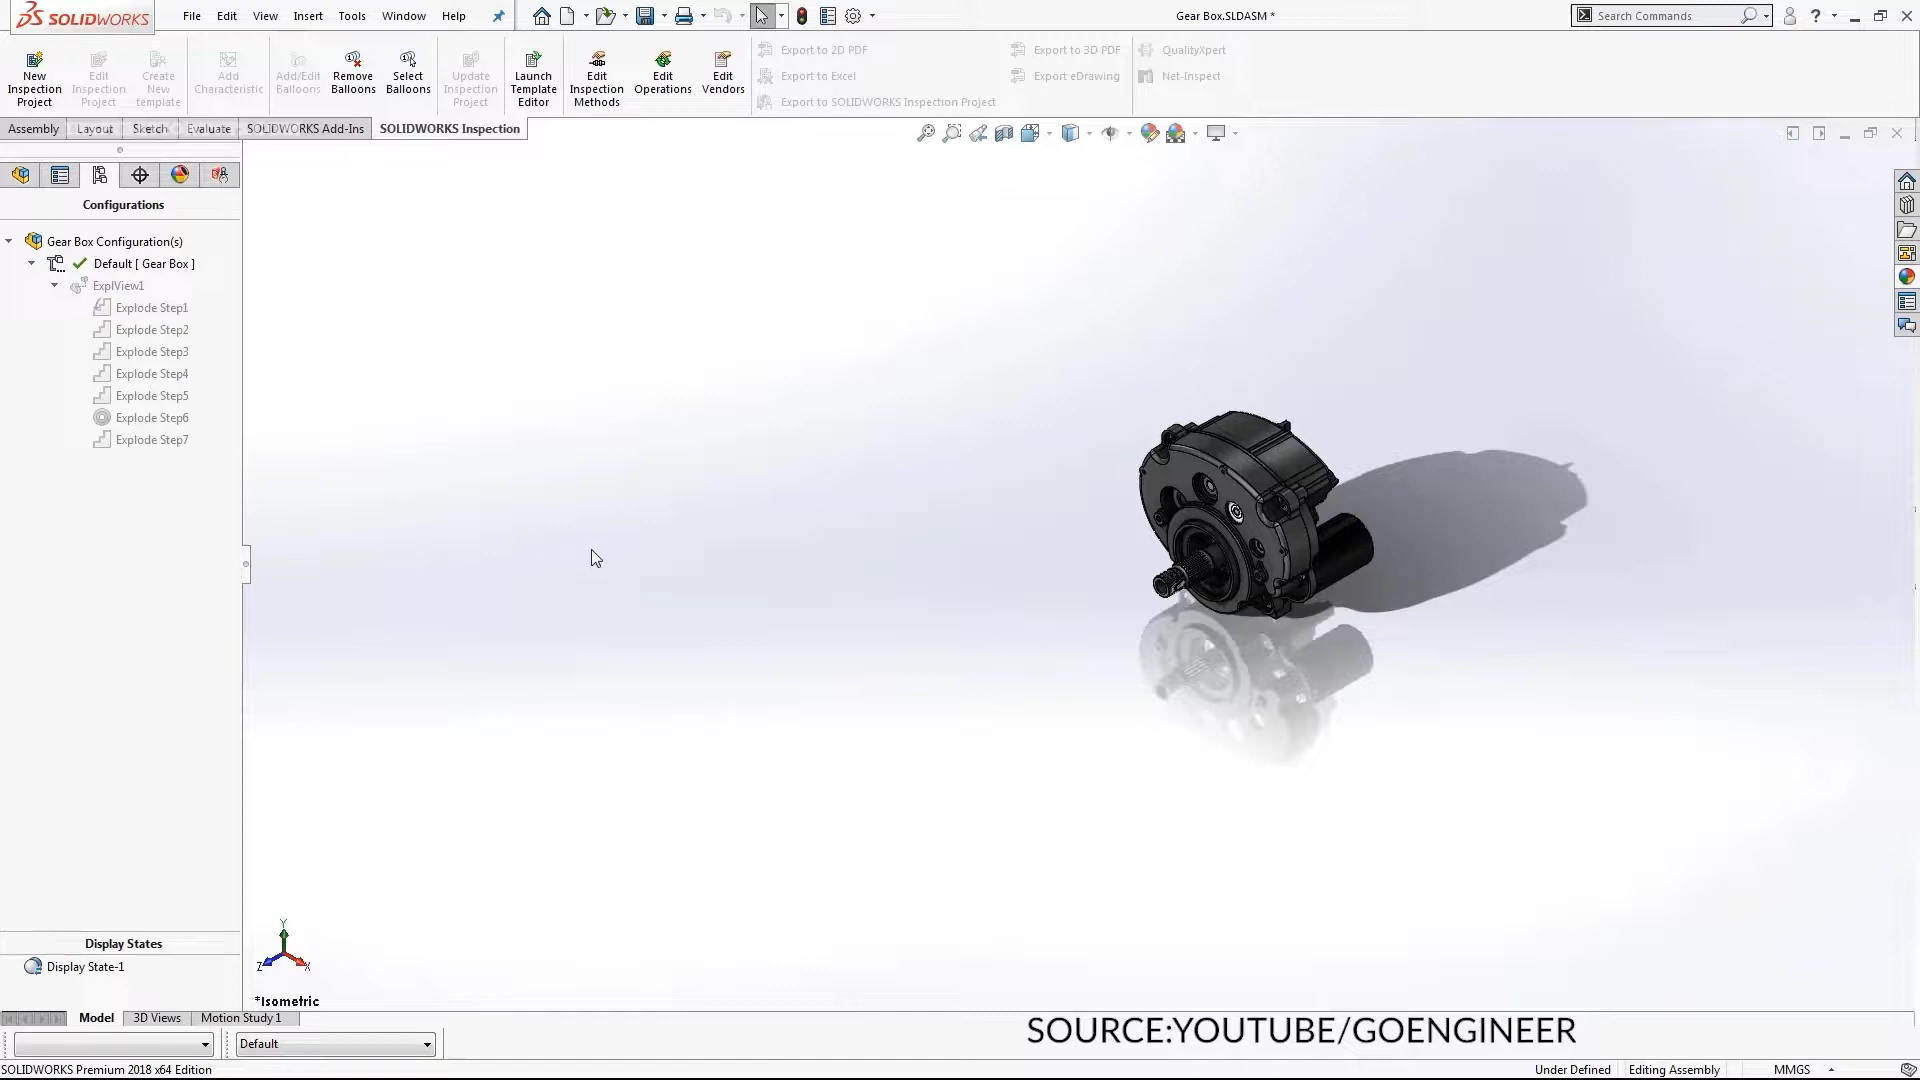 SOLIDWORKS
File Edit View Insert Tools Window Help
Gear Box.SLDASM *
Search Commands
New Inspection Project
Edit Inspection Project
Create New template
Add Characteristic
Add/Edit Balloons
Remove Balloons
Select Balloons
Update Inspection Project
Launch Template Editor
Edit Inspection Methods
Edit Operations
Edit Vendors
Export to 2D PDF
Export to Excel
Export to SOLIDWORKS Inspection Project
Export to 3D PDF
Export eDrawing
QualityXpert
Net-Inspect
Assembly Layout Sketch Evaluate SOLIDWORKS Add-Ins SOLIDWORKS Inspection
Configurations
Gear Box Configuration(s)
Default [ Gear Box ]
ExplView1
Explode Step1
Explode Step2
Explode Step3
Explode Step4
Explode Step5
Explode Step6
Explode Step7
Display States
Display State-1
Y
Z X
*Isometric
Model 3D Views Motion Study 1
SOURCE:YOUTUBE/GOENGINEER
Default
SOLIDWORKS Premium 2018 x64 Edition
Under Defined Editing Assembly MMGS